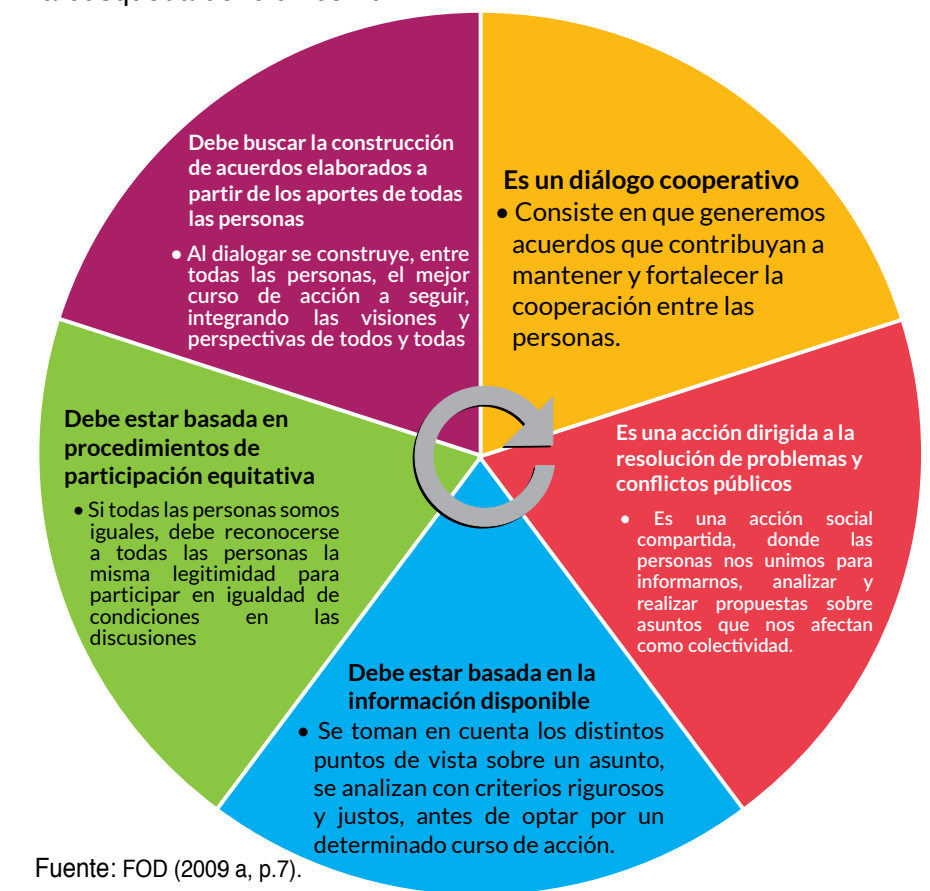 Debe buscar la construcción
de acuerdos elaborados a
partir de los aportes de todas
las personas
• Al dialogar se construye, entre
todas las personas, el mejor
curso de acción a seguir,
integrando las visiones y
perspectivas de todos y todas
Es un diálogo cooperativo
• Consiste en que generemos
acuerdos que contribuyan a
mantener y fortalecer la
cooperación entre las
personas.
Es una acción dirigida a la
resolución de problemas y
conflictos públicos
• Es una acción social
compartida, donde las
personas nos unimos para
informarnos, analizar y
realizar propuestas sobre
asuntos que nos afectan
como colectividad.
Debe estar basada en la
información disponible
• Se toman en cuenta los distintos
puntos de vista sobre un asunto,
se analizan con criterios rigurosos
y justos, antes de optar por un
determinado curso de acción.
Debe estar basada en
procedimientos de
participación equitativa
• Si todas las personas somos
iguales, debe reconocerse
a todas las personas la
misma legitimidad para
participar en igualdad de
condiciones en las
discusiones
Fuente: FOD (2009 a, p.7).